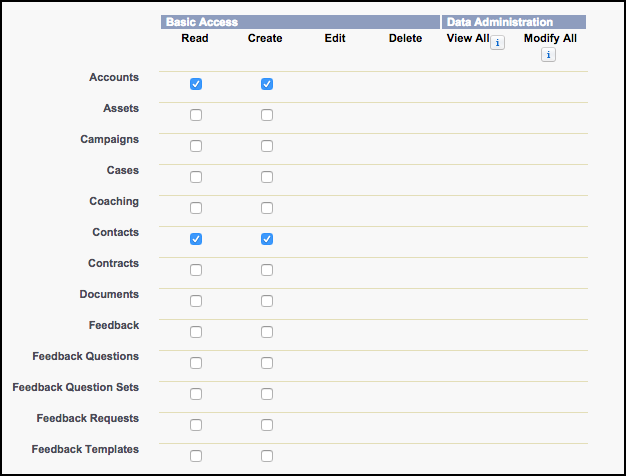 Basic Access Data Administration
Read Create Edit Delete View All i Modify All i
Accounts
Assets
Campaigns
Cases
Coaching
Contacts
Contracts
Documents
Feedback
Feedback Questions
Feedback Question Sets
Feedback Requests
Feedback Templates